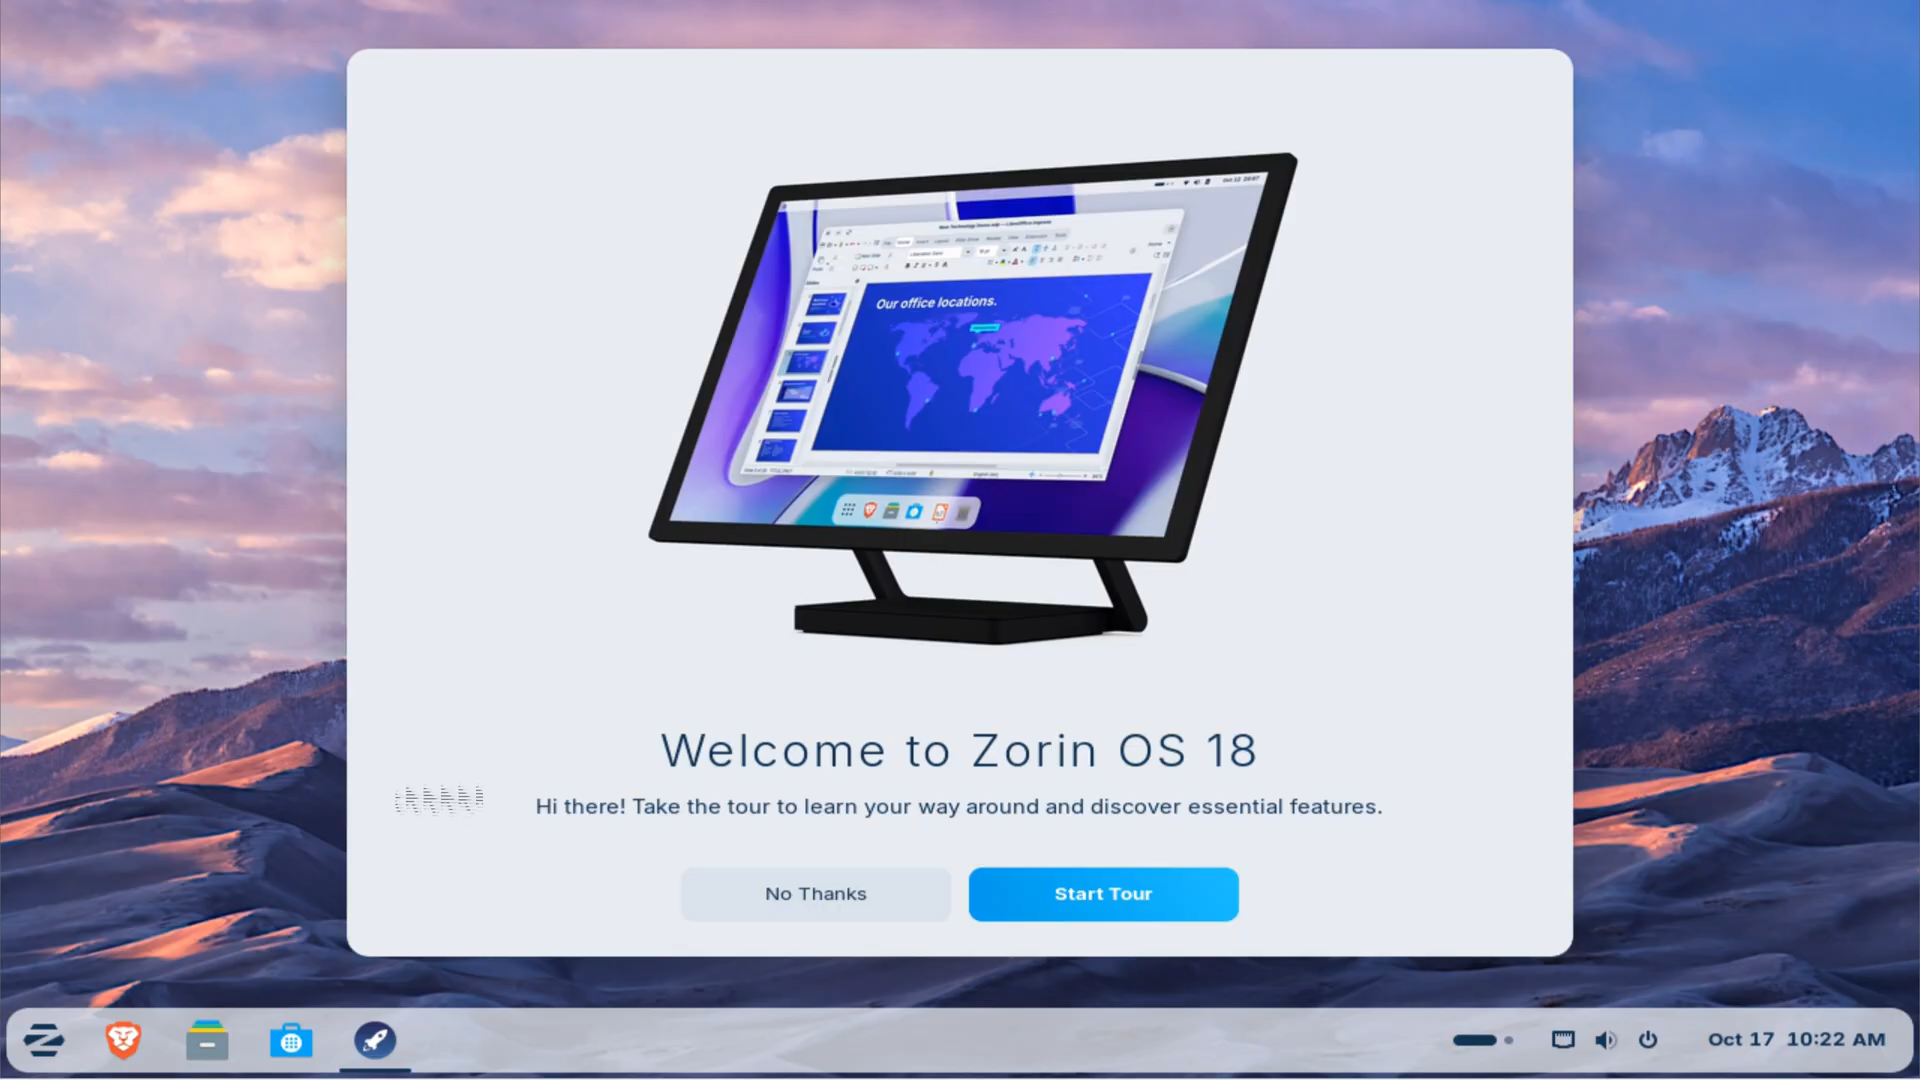 Our office locations.
Welcome to Zorin OS 18
Hi there! Take the tour to learn your way around and discover essential features.
No Thanks
Start Tour
Oct 17 10:22 AM